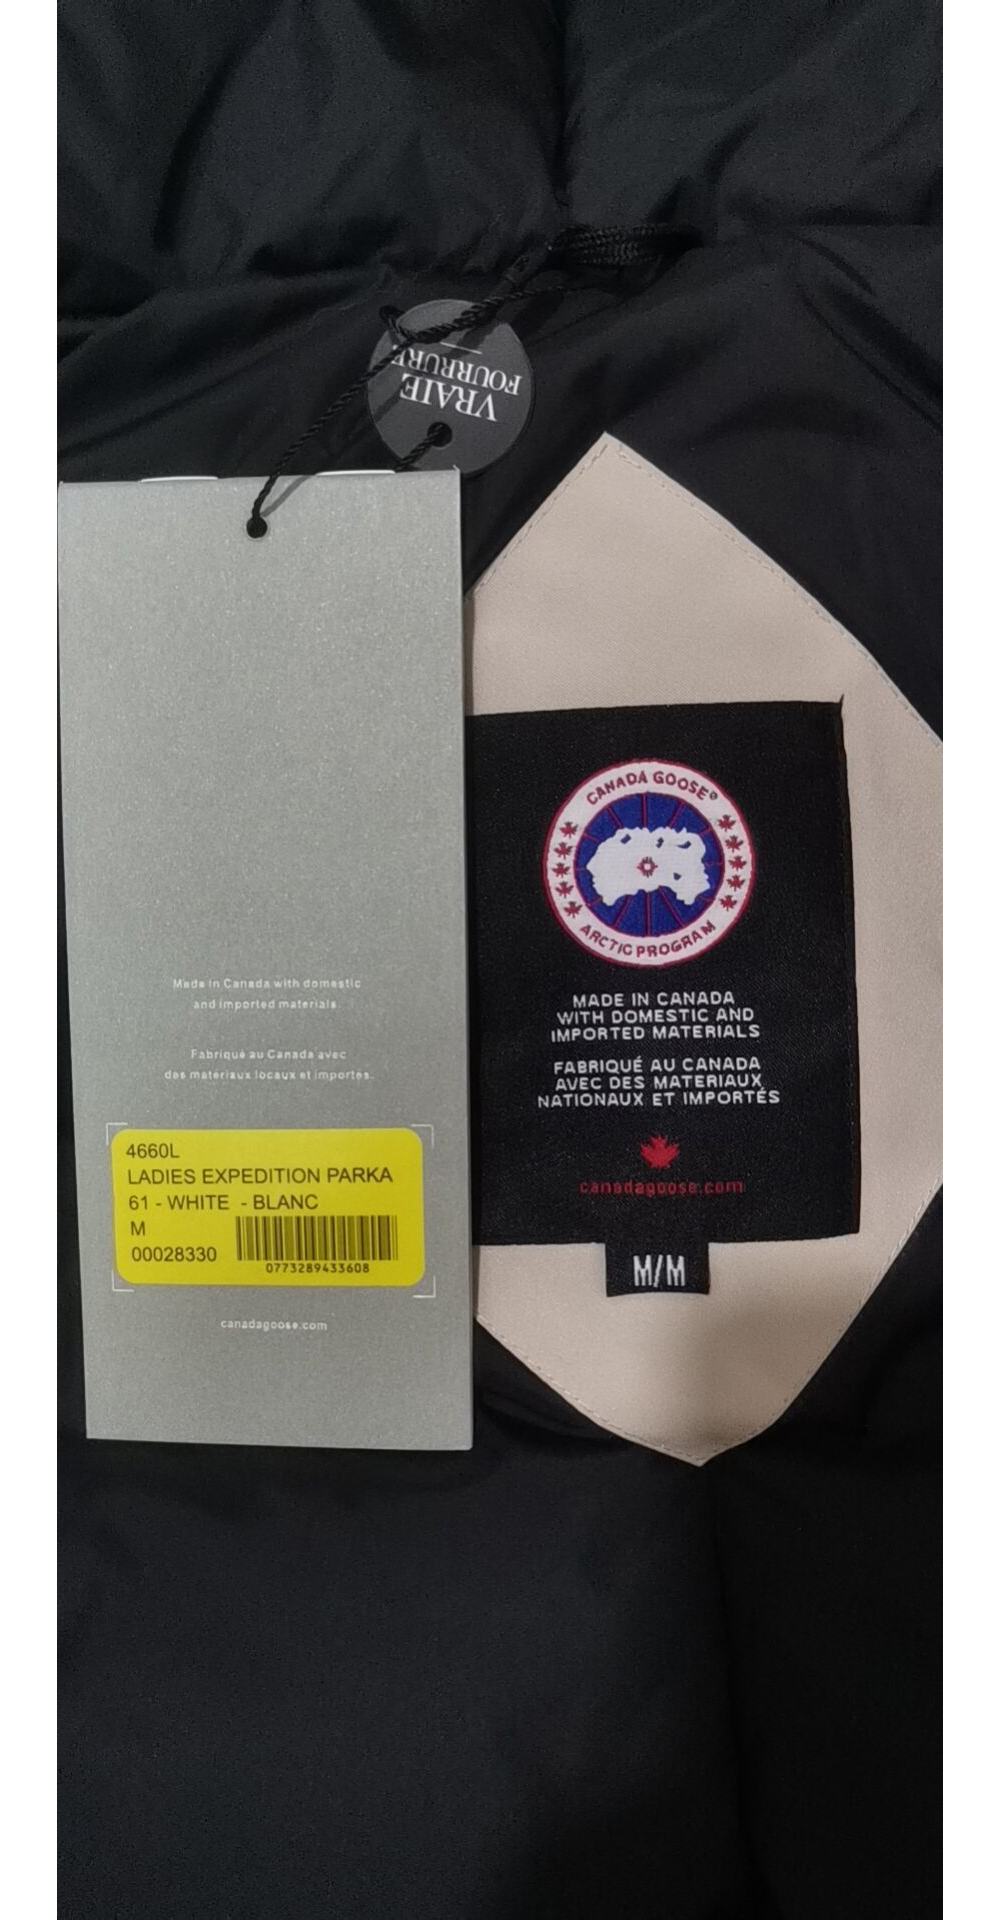 VRAIE
FOURRURE
Made in Canada with domestic
and imported materials.
Fabriqué au Canada avec
des materiaux locaux et importés.
4660L
LADIES EXPEDITION PARKA
61 - WHITE - BLANC
M
00028330
0773289433608
canadagoose.com
CANADA GOOSE®
ARCTIC PROGRAM
MADE IN CANADA
WITH DOMESTIC AND
IMPORTED MATERIALS
FABRIQUÉ AU CANADA
AVEC DES MATERIAUX
NATIONAUX ET IMPORTÉS
canadagoose.com
M/M